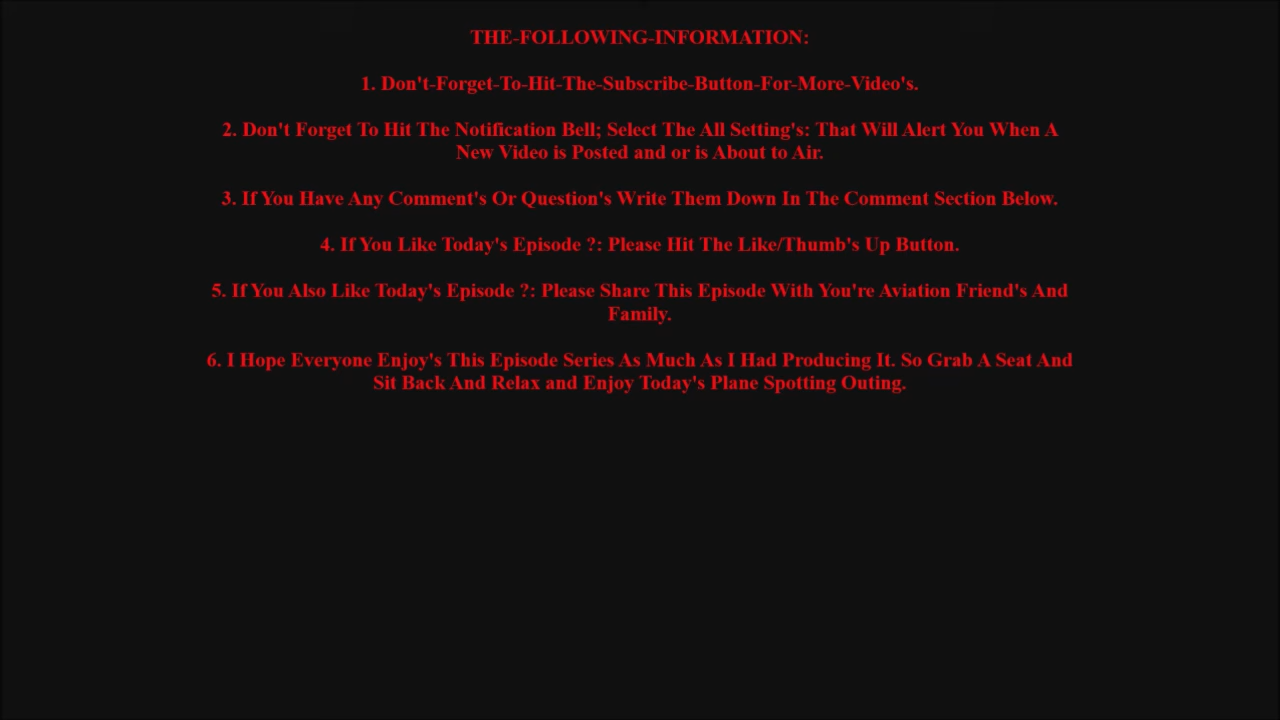 THE-FOLLOWING-INFORMATION:
1. Don't-Forget-To-Hit-The-Subscribe-Button-For-More-Video's.
2. Don't Forget To Hit The Notification Bell; Select The All Setting's: That Will Alert You When A
New Video is Posted and or is About to Air.
3. If You Have Any Comment's Or Question's Write Them Down In The Comment Section Below.
4. If You Like Today's Episode ?: Please Hit The Like/Thumb's Up Button.
5. If You Also Like Today's Episode ?: Please Share This Episode With You're Aviation Friend's And
Family.
6. I Hope Everyone Enjoy's This Episode Series As Much As I Had Producing It. So Grab A Seat And
Sit Back And Relax and Enjoy Today's Plane Spotting Outing.